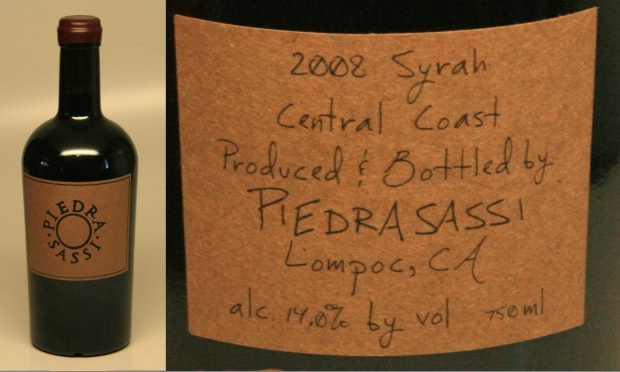 PIEDRA
SASSI
2008 Syrah
Central Coast
Produced & Bottled by
PIEDRASASSI
Lompoc, CA
alc. 14.0% by vol 750ml